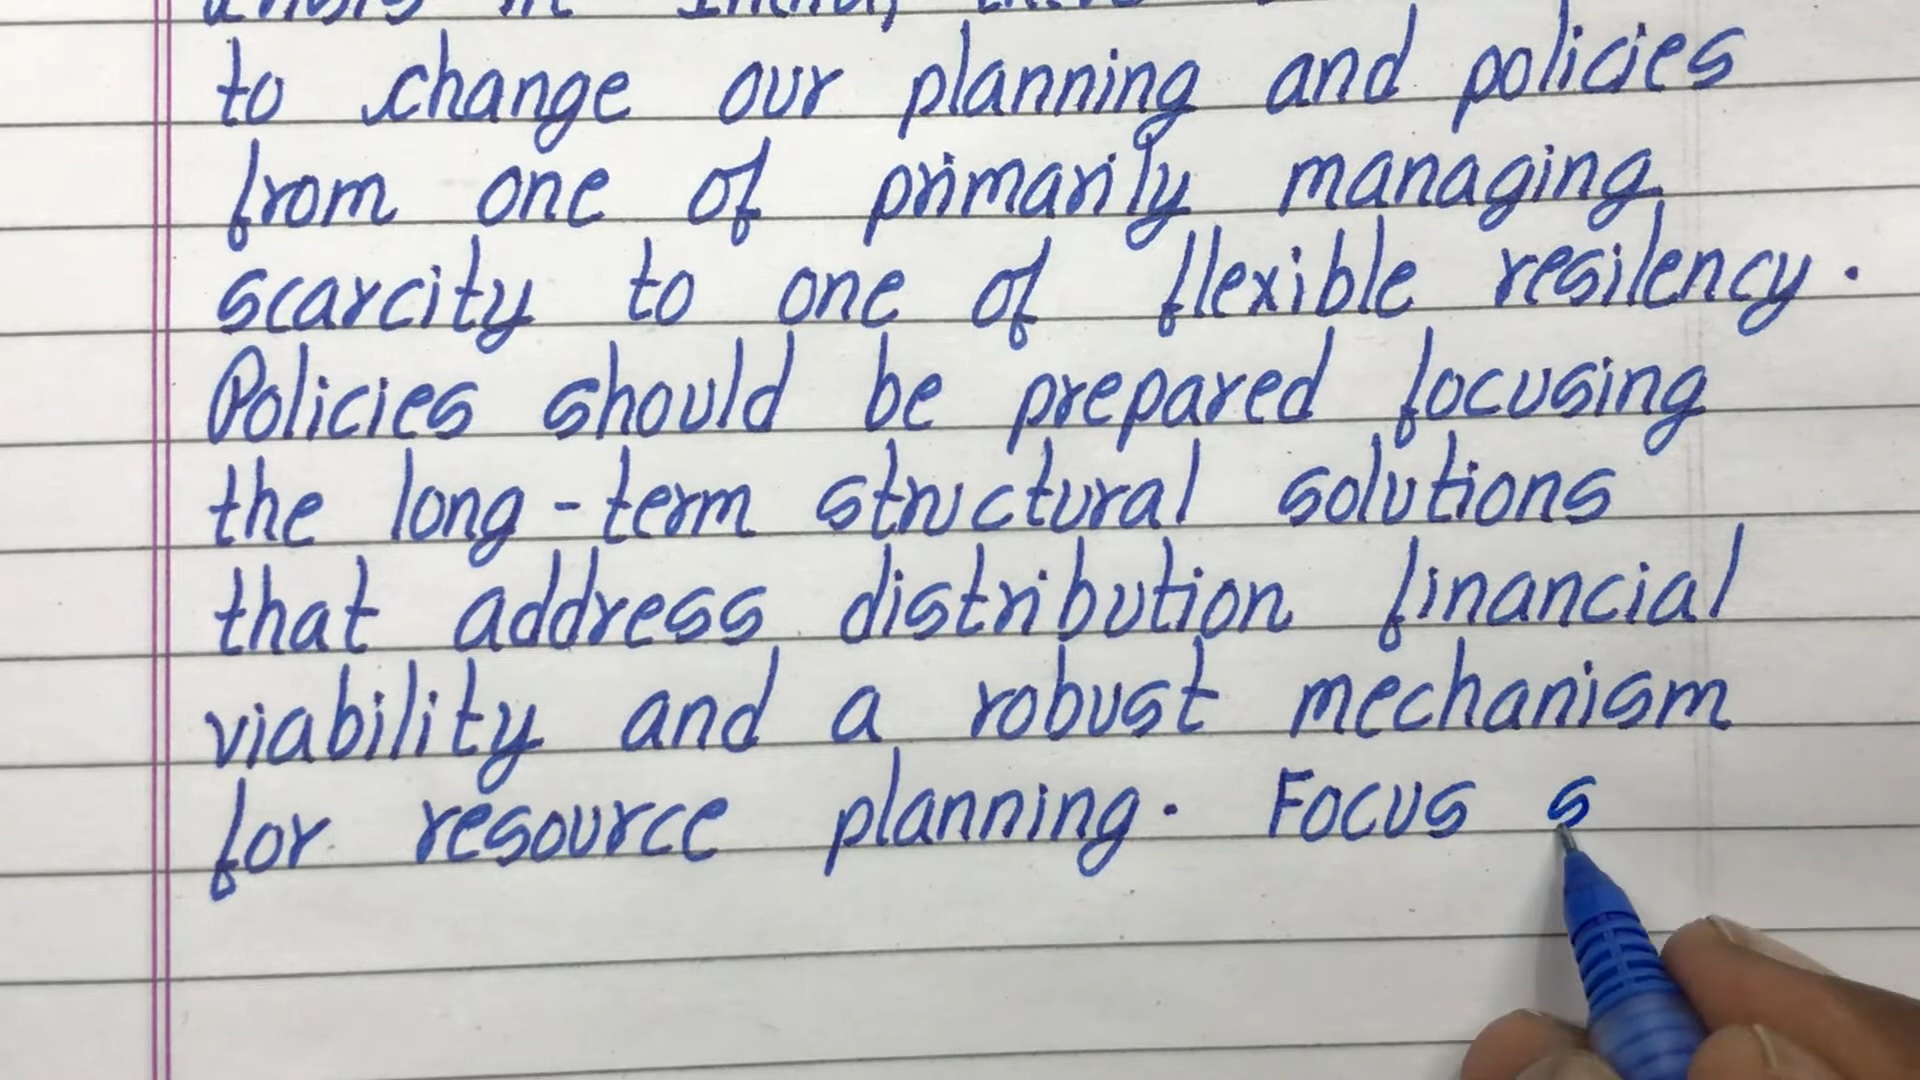 in India,
to change our planning and policies
from one of primarily managing
scarcity to one of flexible resilency.
Policies should be prepared focusing
the long-term structural solutions
that address distribution financial
viability and a robust mechanism
for resource planning. Focus s